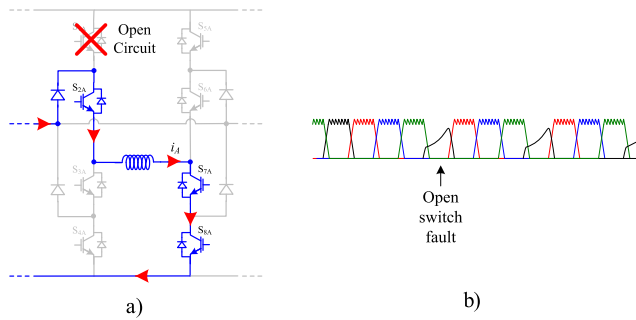 Open
Circuit
S5A
S2A
S6A
iA
S3A
S7A
S4A
S8A
a)
Open
switch
fault
b)